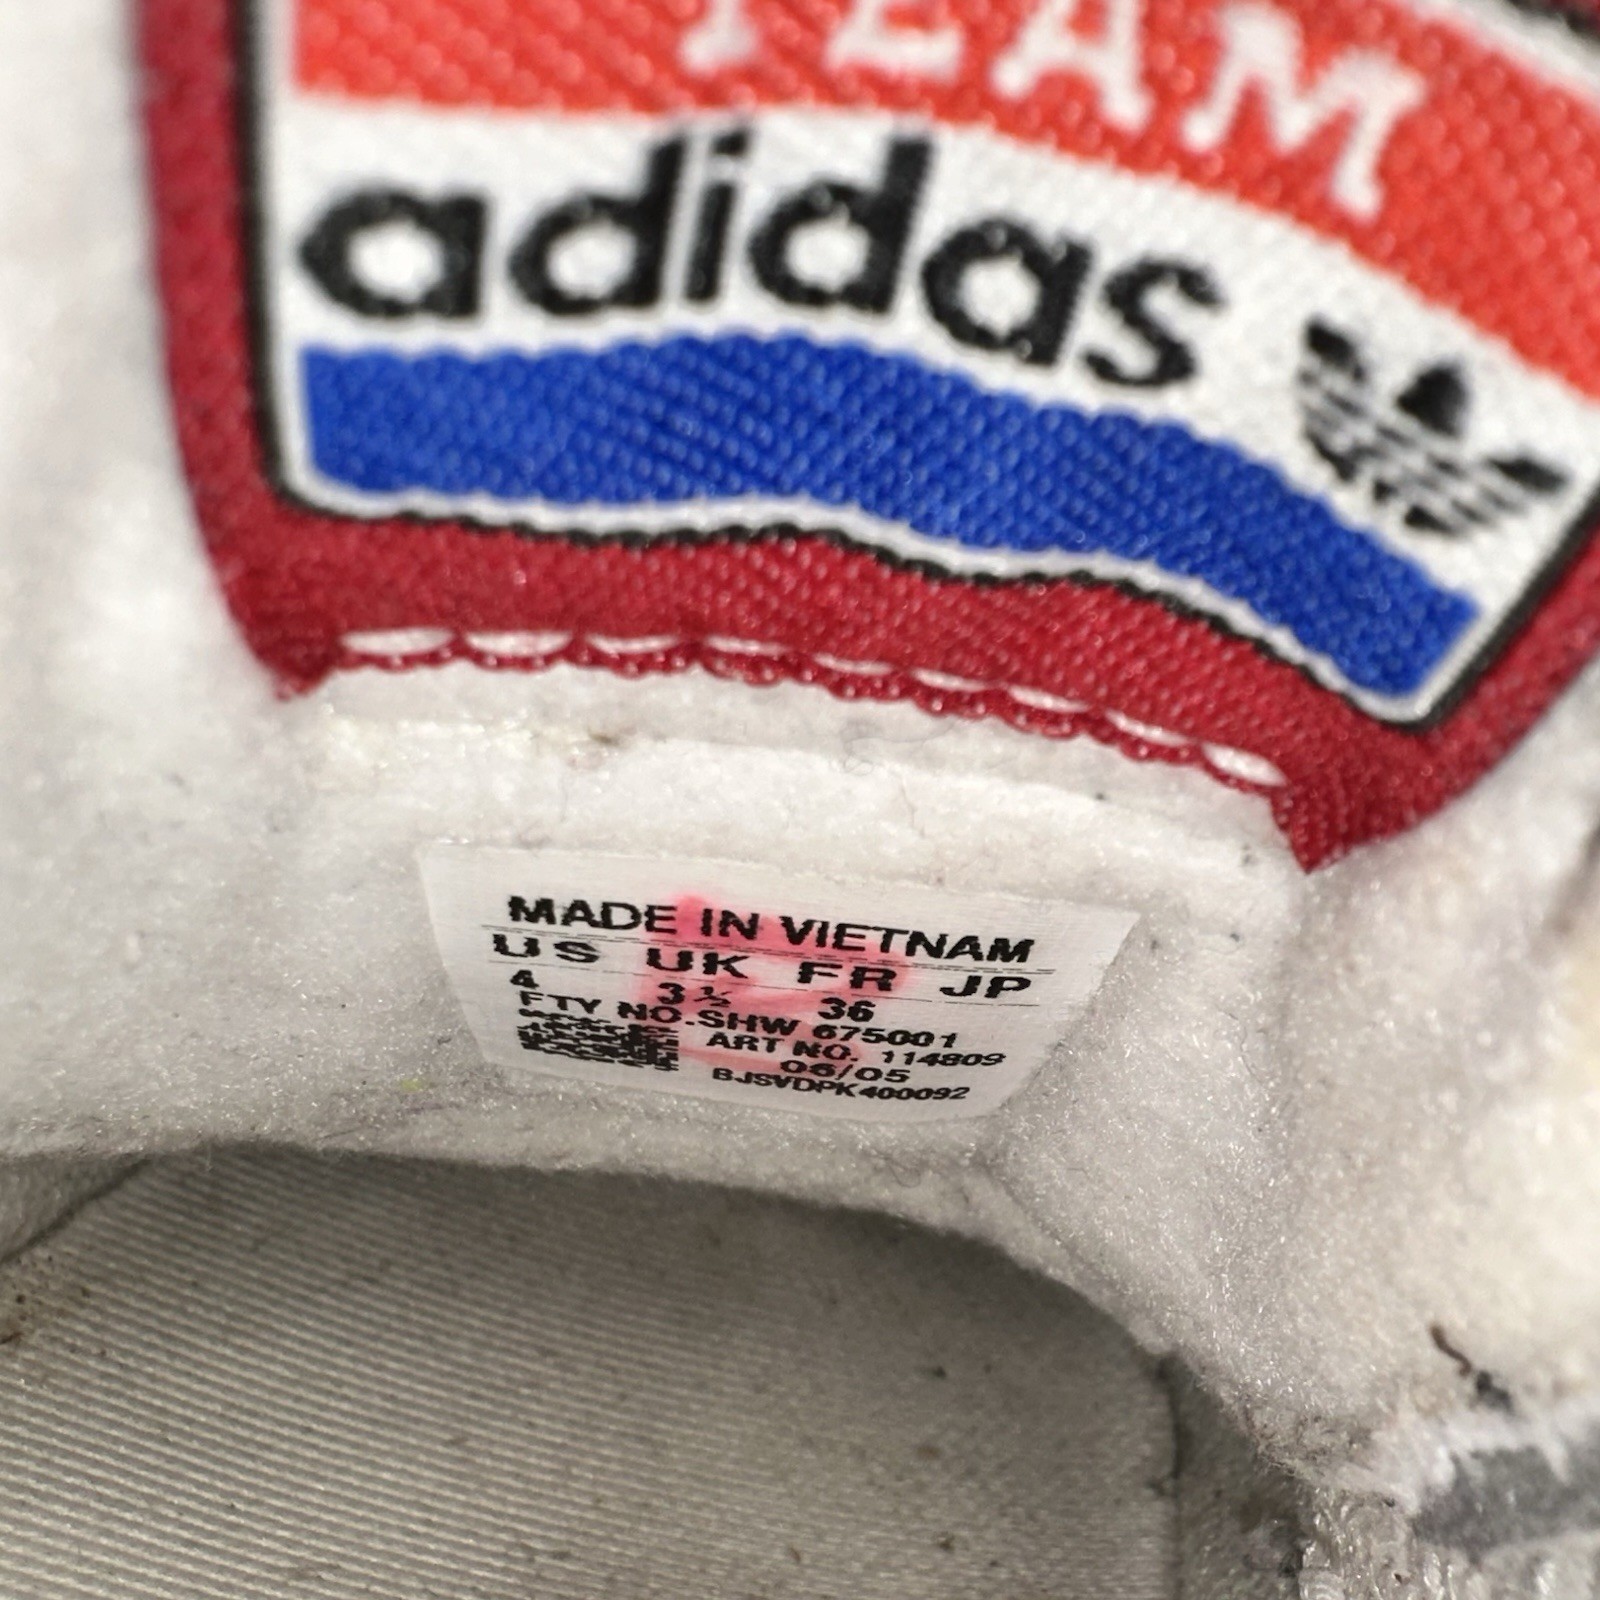 TEAM
adidas
MADE IN VIETNAM
US UK FR JP
4 3½ 36
FTY NO.SHW 675001
ART NO. 114809
06/05
BJSVDPK400092